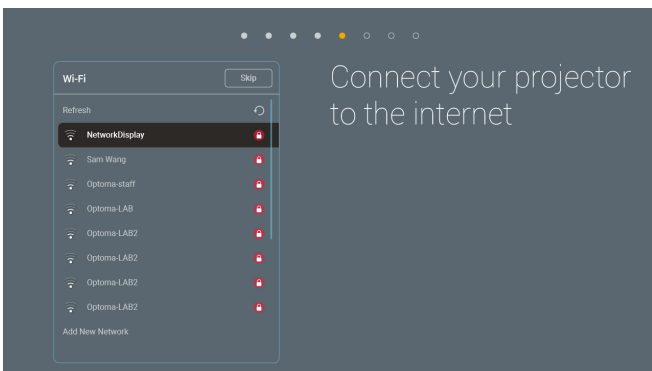 Wi-Fi
Skip
Connect your projector
to the internet
Refresh
NetworkDisplay
Sam Wang
Optoma-staff
Optoma-LAB
Optoma-LAB2
Optoma-LAB2
Optoma-LAB2
Optoma-LAB2
Add New Network